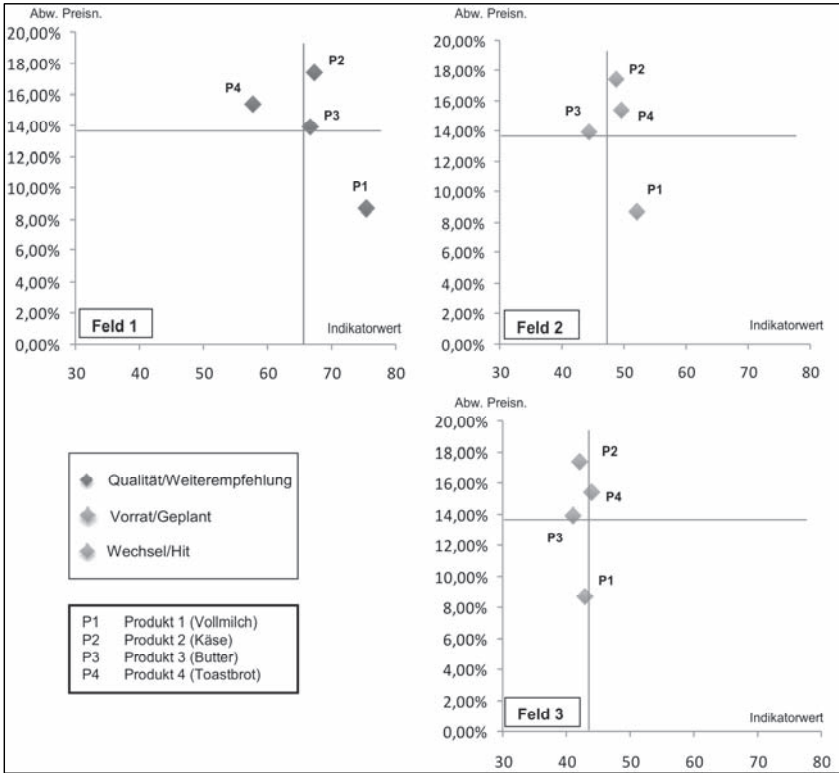 Abw. Preisn.
20,00%
18,00%
16,00%
14,00%
12,00%
10,00%
8,00%
6,00%
4,00%
2,00%
0,00%
P2
P4
P3
P1
Feld 1
Indikatorwert
30 40 50 60 70 80
Abw. Preisn.
20,00%
18,00%
16,00%
14,00%
12,00%
10,00%
8,00%
6,00%
4,00%
2,00%
0,00%
P2
P3
P4
P1
Feld 2
Indikatorwert
30 40 50 60 70 80
Qualität/Weiterempfehlung
Vorrat/Geplant
Wechsel/Hit
P1 Produkt 1 (Vollmilch)
P2 Produkt 2 (Käse)
P3 Produkt 3 (Butter)
P4 Produkt 4 (Toastbrot)
Abw. Preisn.
20,00%
18,00%
16,00%
14,00%
12,00%
10,00%
8,00%
6,00%
4,00%
2,00%
0,00%
P2
P4
P3
P1
Feld 3
Indikatorwert
30 40 50 60 70 80